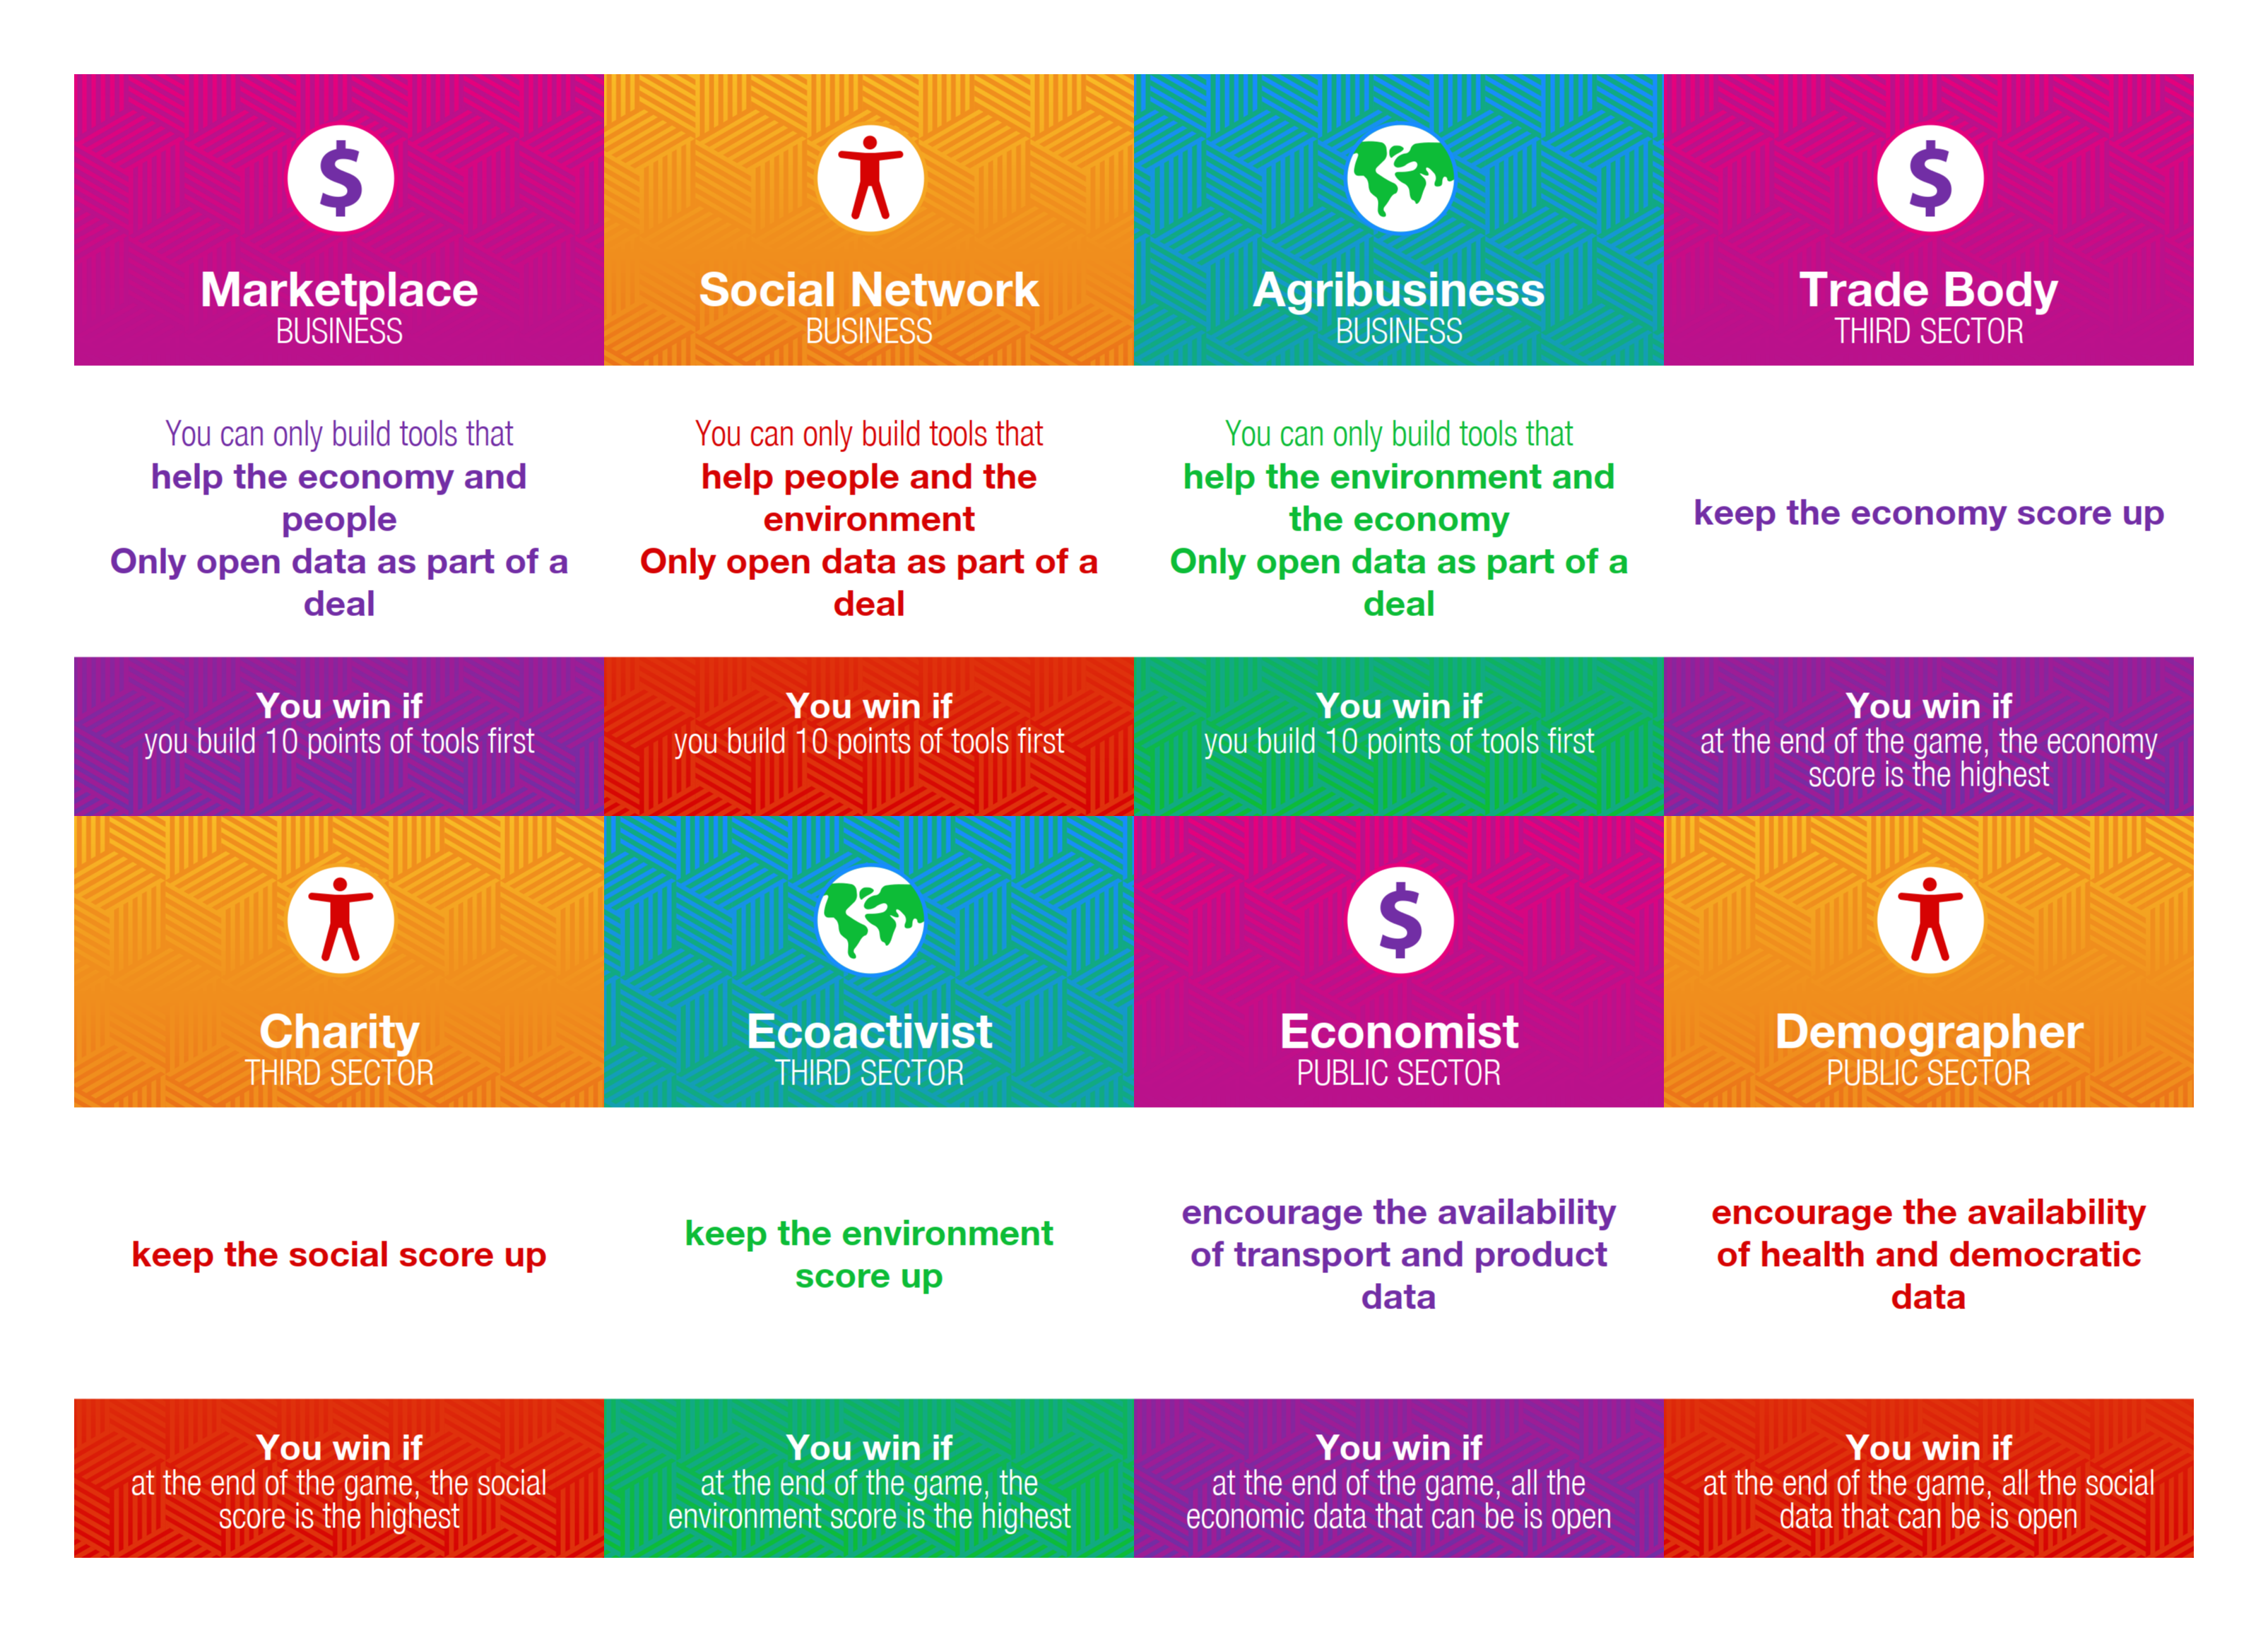 $
Marketplace
BUSINESS
You can only build tools that
help the economy and
people
Only open data as part of a
deal
You win if
you build 10 points of tools first
Social Network
BUSINESS
You can only build tools that
help people and the
environment
Only open data as part of a
deal
You win if
you build 10 points of tools first
Agribusiness
BUSINESS
You can only build tools that
help the environment and
the economy
Only open data as part of a
deal
You win if
you build 10 points of tools first
$
Trade Body
THIRD SECTOR
keep the economy score up
You win if
at the end of the game, the economy
score is the highest
Charity
THIRD SECTOR
keep the social score up
You win if
at the end of the game, the social
score is the highest
Ecoactivist
THIRD SECTOR
keep the environment
score up
You win if
at the end of the game, the
environment score is the highest
$
Economist
PUBLIC SECTOR
encourage the availability
of transport and product
data
You win if
at the end of the game, all the
economic data that can be is open
Demographer
PUBLIC SECTOR
encourage the availability
of health and democratic
data
You win if
at the end of the game, all the social
data that can be is open